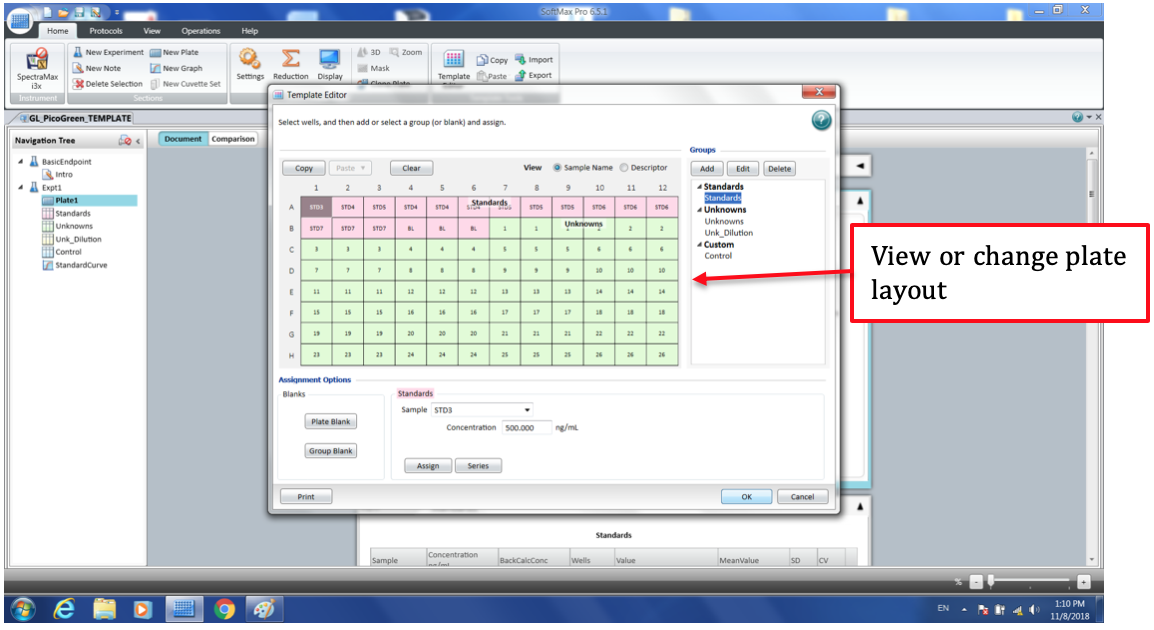 SoftMax Pro 6.5.1
Home Protocols View Operations Help
SpectraMax i3x
Instrument
New Experiment New Plate
New Note New Graph
Delete Selection New Cuvette Set
Sections
Settings Reduction Display
3D Zoom
Mask
Clone Plate
Template
Copy Import
Paste Export
GL_PicoGreen_TEMPLATE
Navigation Tree
BasicEndpoint
Intro
Expt1
Plate1
Standards
Unknowns
Unk_Dilution
Control
StandardCurve
Document Comparison
Template Editor
Select wells, and then add or select a group (or blank) and assign.
Copy Paste Clear View Sample Name Descriptor
1 2 3 4 5 6 7 8 9 10 11 12
Standards
A STD3 STD4 STD5 STD4 STD4 STD4 STD5 STD5 STD5 STD6 STD6 STD6
Unknowns
B STD7 STD7 STD7 BL BL BL 1 1 2 2
C 3 3 3 4 4 4 5 5 5 6 6 6
D 7 7 7 8 8 8 9 9 9 10 10 10
E 11 11 11 12 12 12 13 13 13 14 14 14
F 15 15 15 16 16 16 17 17 17 18 18 18
G 19 19 19 20 20 20 21 21 21 22 22 22
H 23 23 23 24 24 24 25 25 25 26 26 26
Groups
Add Edit Delete
Standards
Standards
Unknowns
Unknowns
Unk_Dilution
Custom
Control
Assignment Options
Blanks
Plate Blank
Group Blank
Standards
Sample STD3
Concentration 500.000 ng/mL
Assign Series
Print OK Cancel
View or change plate
layout
Standards
Sample Concentration BackCalcConc Wells Value MeanValue SD CV
%
EN
1:10 PM
11/8/2018